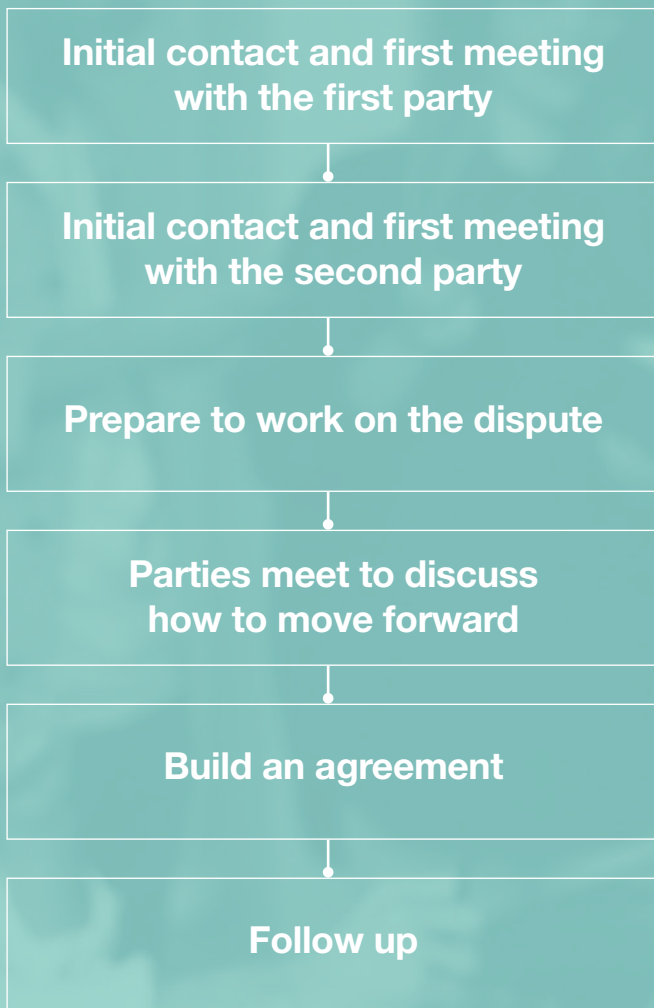 Initial contact and first meeting
with the first party
Initial contact and first meeting
with the second party
Prepare to work on the dispute
Parties meet to discuss
how to move forward
Build an agreement
Follow up